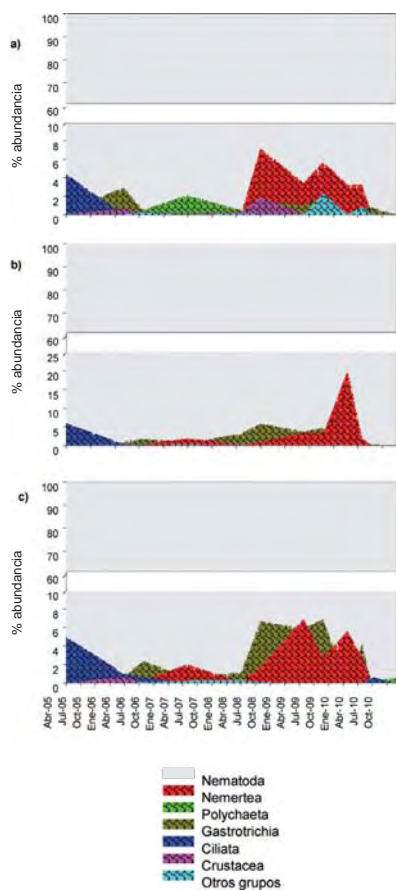 a)
% abundancia
100
90
80
70
60
10
8
6
4
2
0
b)
% abundancia
100
90
80
70
60
25
20
15
10
5
0
c)
% abundancia
100
90
80
70
60
10
8
6
4
2
0
Abr-05
Jul-05
Oct-05
Ene-06
Abr-06
Jul-06
Oct-06
Ene-07
Abr-07
Jul-07
Oct-07
Ene-08
Abr-08
Jul-08
Oct-08
Ene-09
Abr-09
Jul-09
Oct-09
Ene-10
Abr-10
Jul-10
Oct-10
Nematoda
Nemertea
Polychaeta
Gastrotrichia
Ciliata
Crustacea
Otros grupos